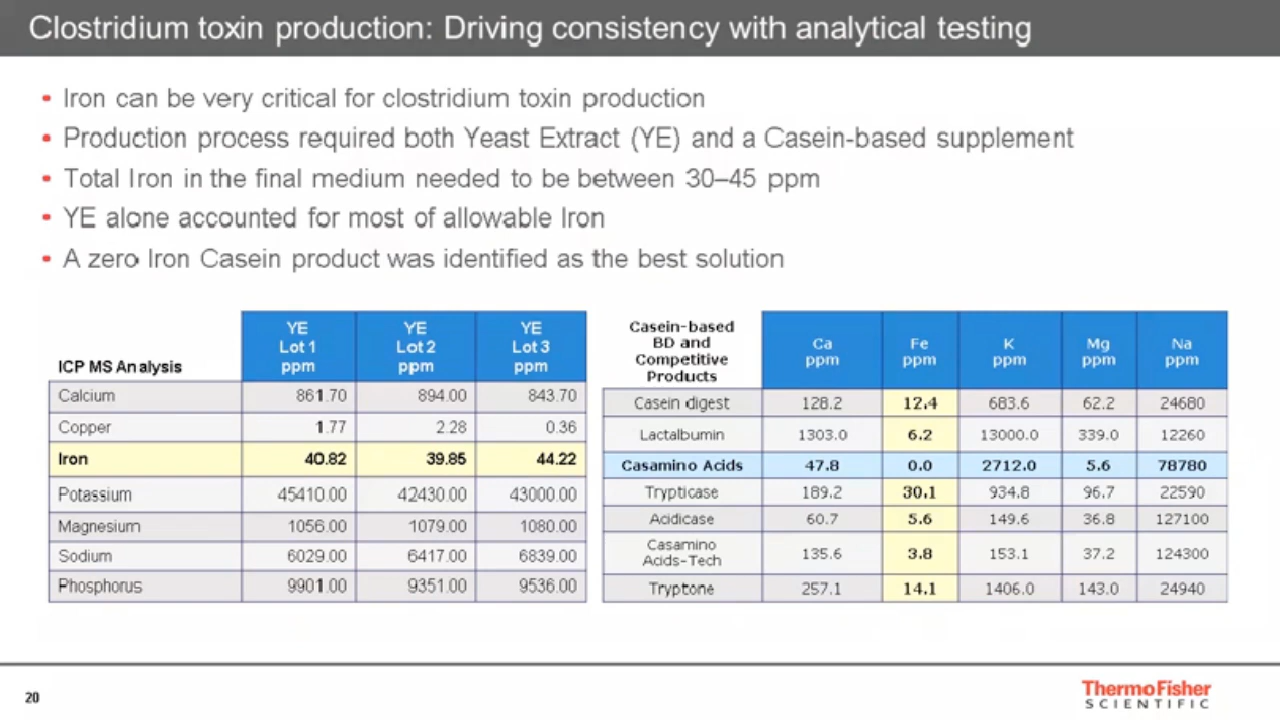 Clostridium toxin production: Driving consistency with analytical testing
- Iron can be very critical for clostridium toxin production
- Production process required both Yeast Extract (YE) and a Casein-based supplement
- Total Iron in the final medium needed to be between 30–45 ppm
- YE alone accounted for most of allowable Iron
- A zero Iron Casein product was identified as the best solution
ICP MS Analysis | YE Lot 1 ppm | YE Lot 2 ppm | YE Lot 3 ppm
Calcium | 861.70 | 894.00 | 843.70
Copper | 1.77 | 2.28 | 0.36
Iron | 40.82 | 39.85 | 44.22
Potassium | 45410.00 | 42430.00 | 43000.00
Magnesium | 1056.00 | 1079.00 | 1080.00
Sodium | 6029.00 | 6417.00 | 6839.00
Phosphorus | 9901.00 | 9351.00 | 9536.00
Casein-based BD and Competitive Products | Ca ppm | Fe ppm | K ppm | Mg ppm | Na ppm
Casein digest | 128.2 | 12.4 | 683.6 | 62.2 | 24680
Lactalbumin | 1303.0 | 6.2 | 13000.0 | 339.0 | 12260
Casamino Acids | 47.8 | 0.0 | 2712.0 | 5.6 | 78780
Trypticase | 189.2 | 30.1 | 934.8 | 96.7 | 22590
Acidicase | 60.7 | 5.6 | 149.6 | 36.8 | 127100
Casamino Acids-Tech | 135.6 | 3.8 | 153.1 | 37.2 | 124300
Tryptone | 257.1 | 14.1 | 1406.0 | 143.0 | 24940
20
ThermoFisher
SCIENTIFIC